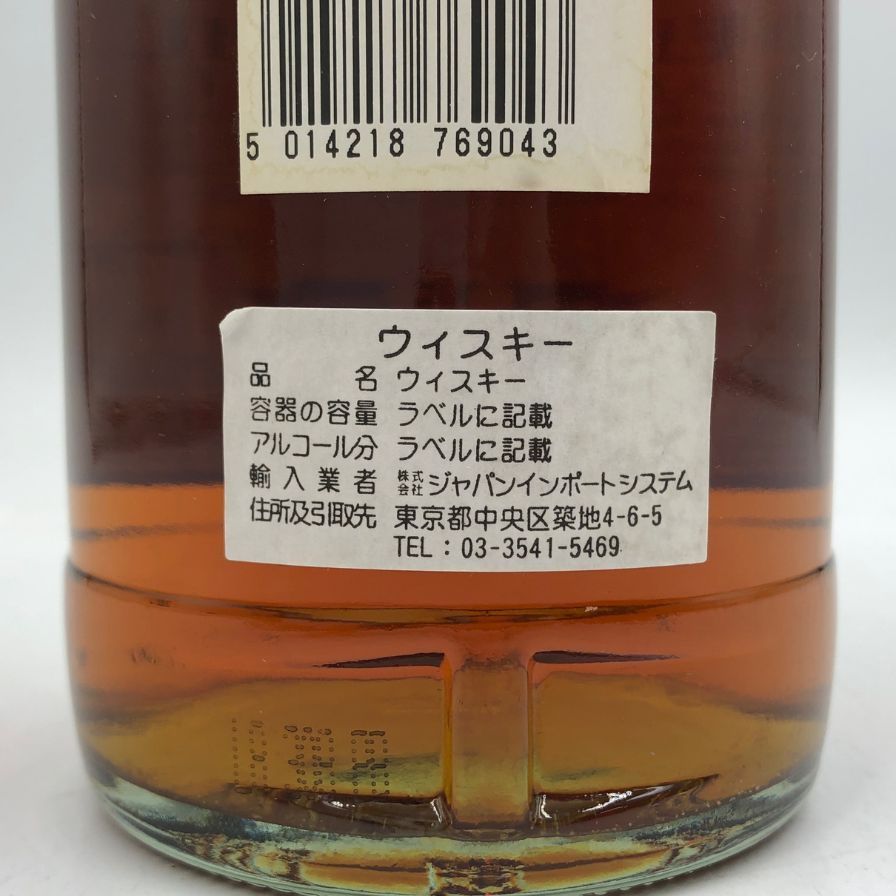 5 014218 769043
ウィスキー
品名 ウィスキー
容器の容量 ラベルに記載
アルコール分 ラベルに記載
輸入業者 株式会社 ジャパンインポートシステム
住所及引取先 東京都中央区築地4-6-5
TEL : 03-3541-5469